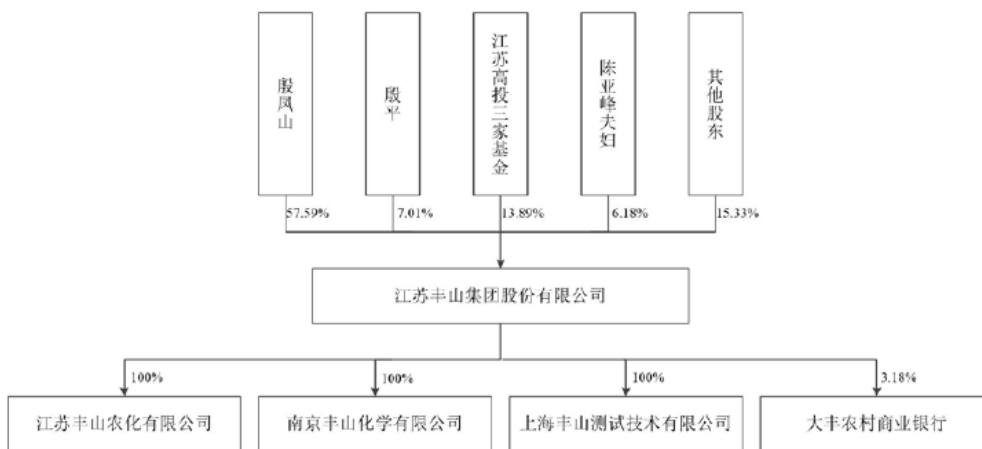 殷凤山
殷平
江苏高投三家基金
陈亚峰夫妇
其他股东
57.59%
7.01%
13.89%
6.18%
15.33%
江苏丰山集团股份有限公司
100%
100%
100%
3.18%
江苏丰山农化有限公司
南京丰山化学有限公司
上海丰山测试技术有限公司
大丰农村商业银行